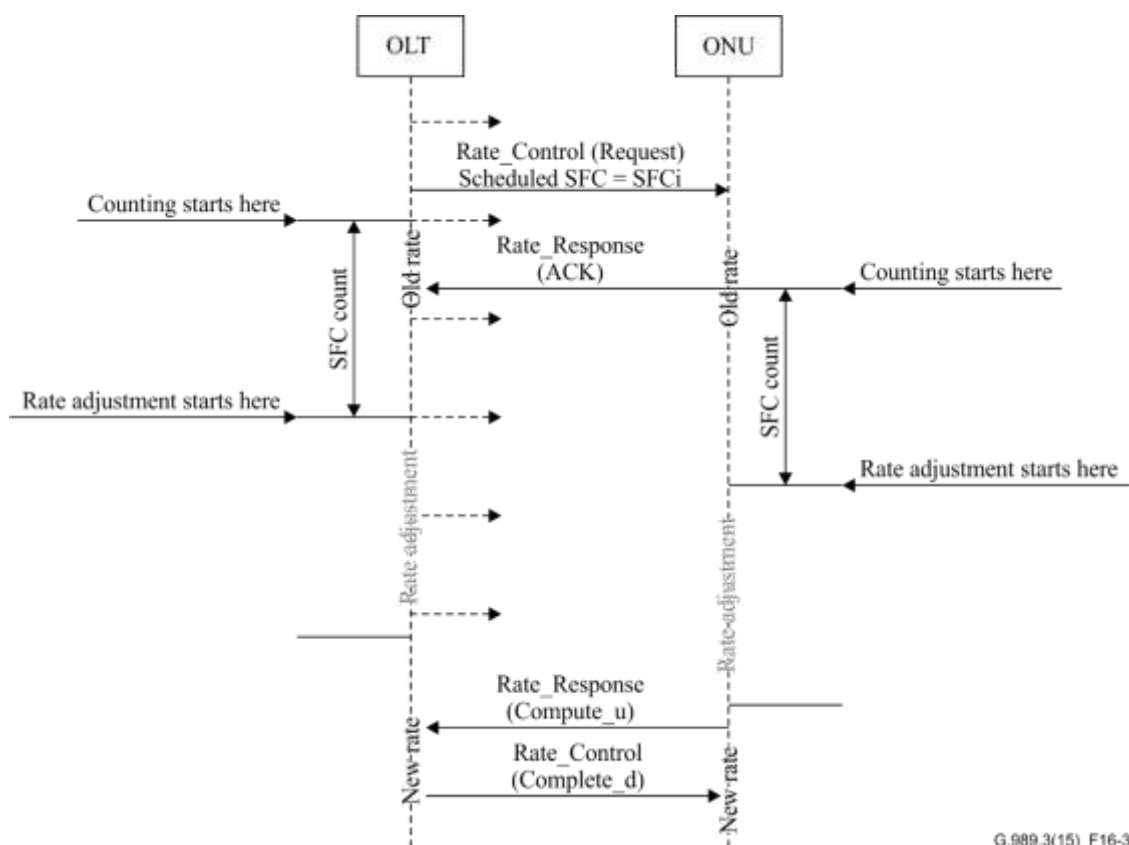 OLT
ONU
Rate_Control (Request)
Scheduled SFC = SFCi
Counting starts here
Old rate
Rate_Response
(ACK)
Old rate
Counting starts here
SFC count
SFC count
Rate adjustment starts here
Rate adjustment starts here
Rate adjustment
Rate adjustment
Rate_Response
(Compute_u)
New rate
Rate_Control
(Complete_d)
New rate
G.989.3(15)_F16-3